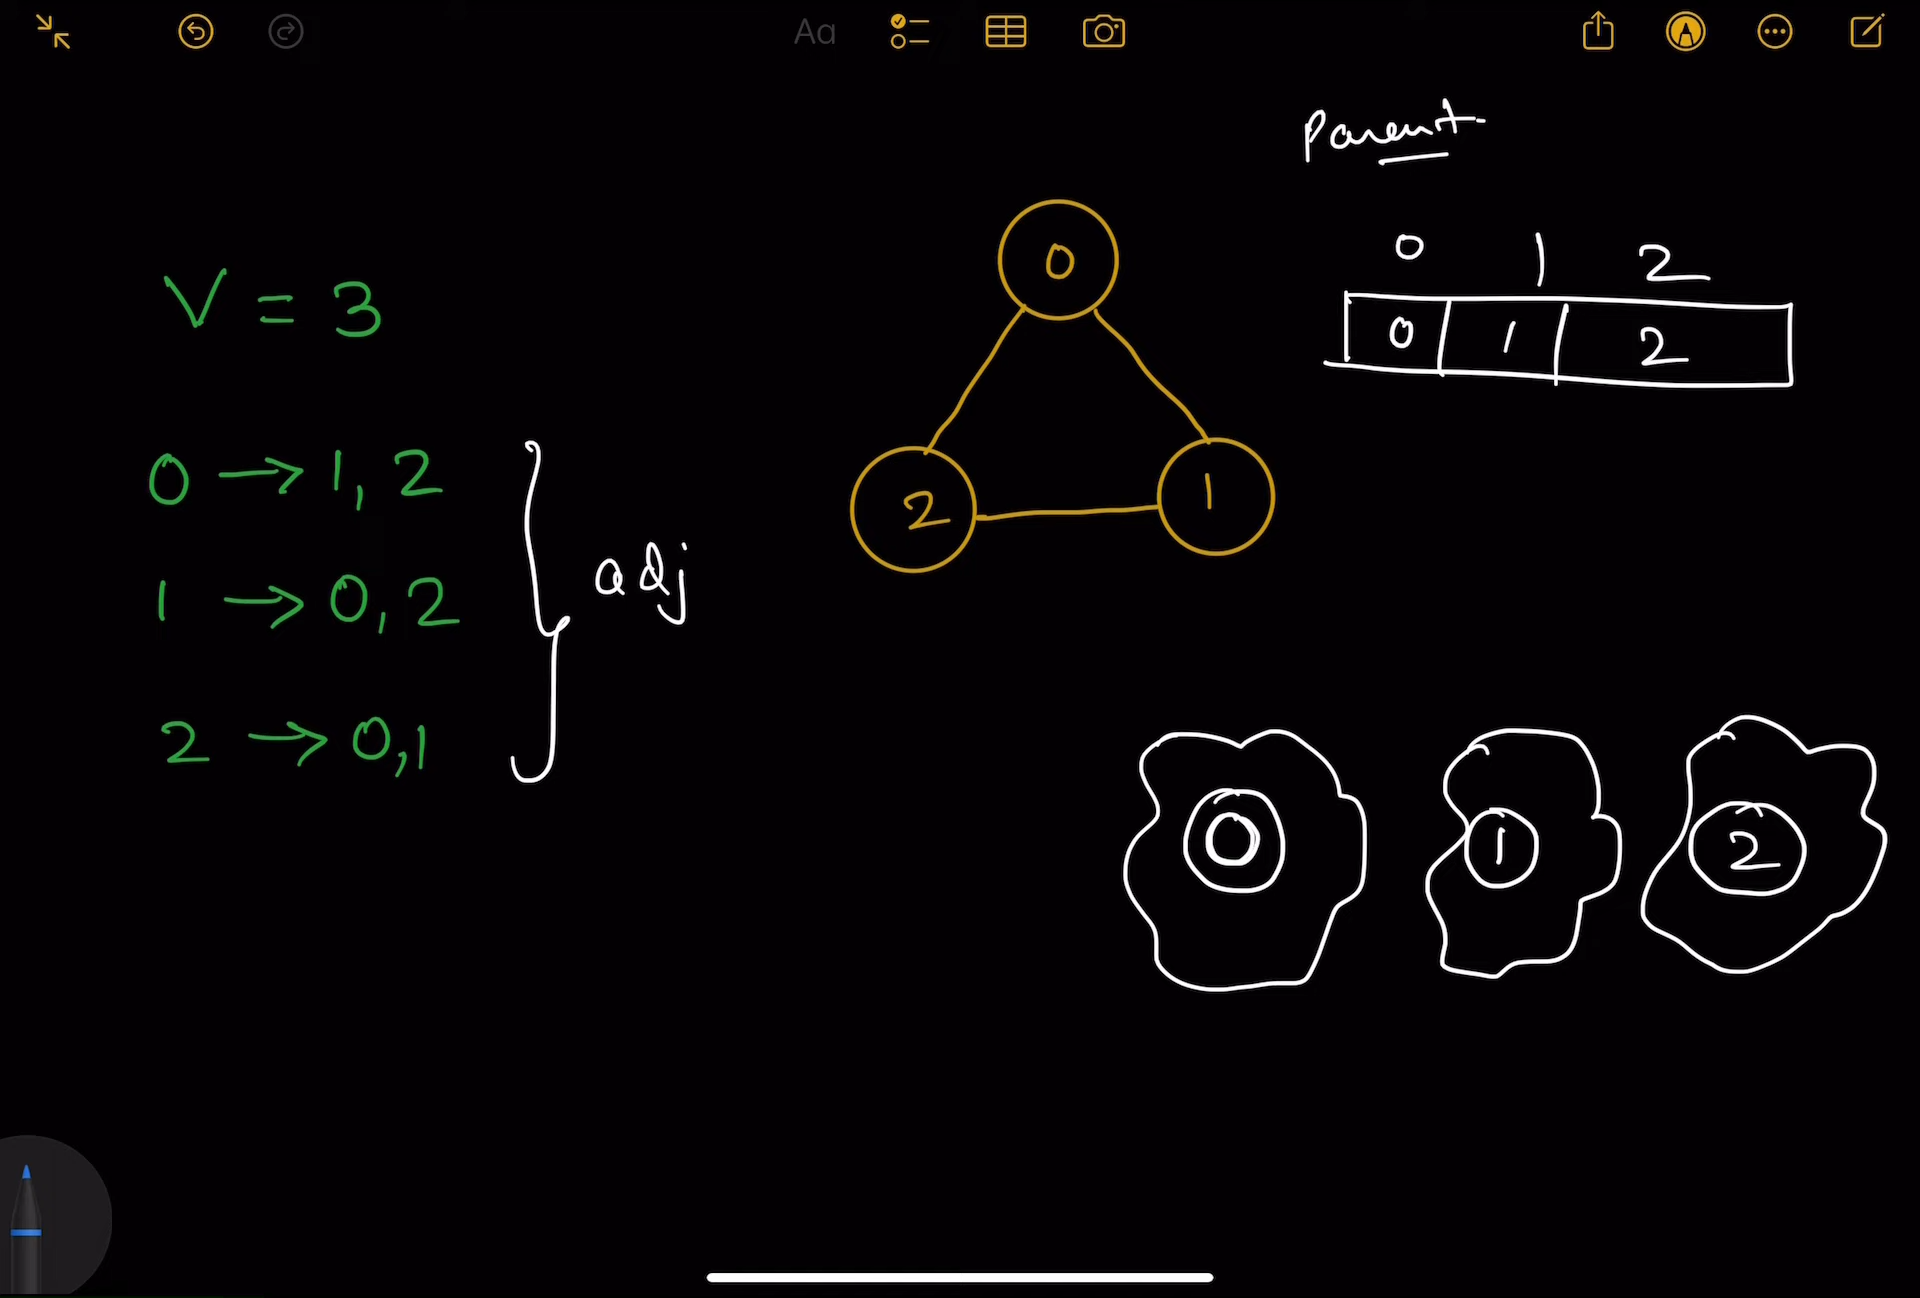 Aa
Parent
V = 3
0
0 1 2
0 1 2
0 → 1, 2
2
1
1 → 0, 2
adj
2 → 0, 1
0
1
2